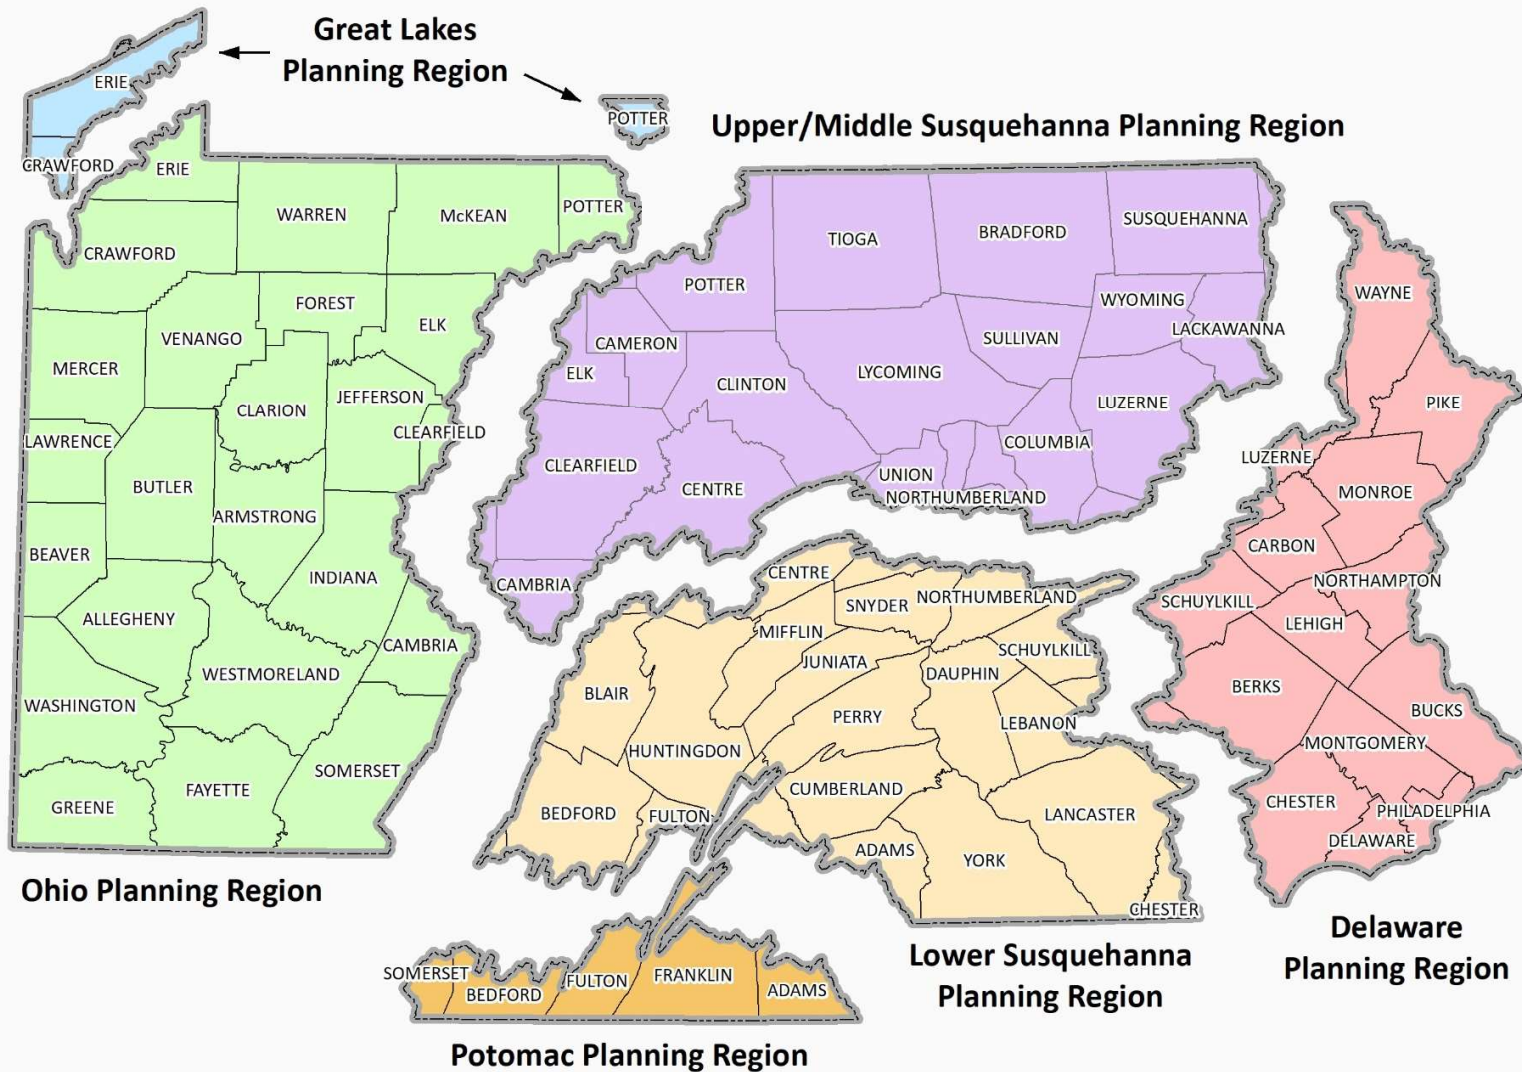 Great Lakes
Planning Region
ERIE
CRAWFORD
POTTER
Upper/Middle Susquehanna Planning Region
ERIE
WARREN
McKEAN
POTTER
CRAWFORD
FOREST
VENANGO
ELK
MERCER
JEFFERSON
CLARION
CLEARFIELD
LAWRENCE
BUTLER
ARMSTRONG
BEAVER
INDIANA
ALLEGHENY
CAMBRIA
WESTMORELAND
WASHINGTON
SOMERSET
FAYETTE
GREENE
Ohio Planning Region
SUSQUEHANNA
BRADFORD
TIOGA
POTTER
WYOMING
LACKAWANNA
SULLIVAN
CAMERON
ELK
LYCOMING
CLINTON
LUZERNE
COLUMBIA
CLEARFIELD
UNION
CENTRE
NORTHUMBERLAND
CAMBRIA
CENTRE
SNYDER
NORTHUMBERLAND
MIFFLIN
SCHUYLKILL
JUNIATA
DAUPHIN
BLAIR
PERRY
LEBANON
HUNTINGDON
CUMBERLAND
BEDFORD
FULTON
LANCASTER
ADAMS
YORK
CHESTER
Lower Susquehanna
Planning Region
SOMERSET
BEDFORD
FULTON
FRANKLIN
ADAMS
Potomac Planning Region
WAYNE
PIKE
LUZERNE
MONROE
CARBON
NORTHAMPTON
SCHUYLKILL
LEHIGH
BERKS
BUCKS
MONTGOMERY
CHESTER
PHILADELPHIA
DELAWARE
Delaware
Planning Region